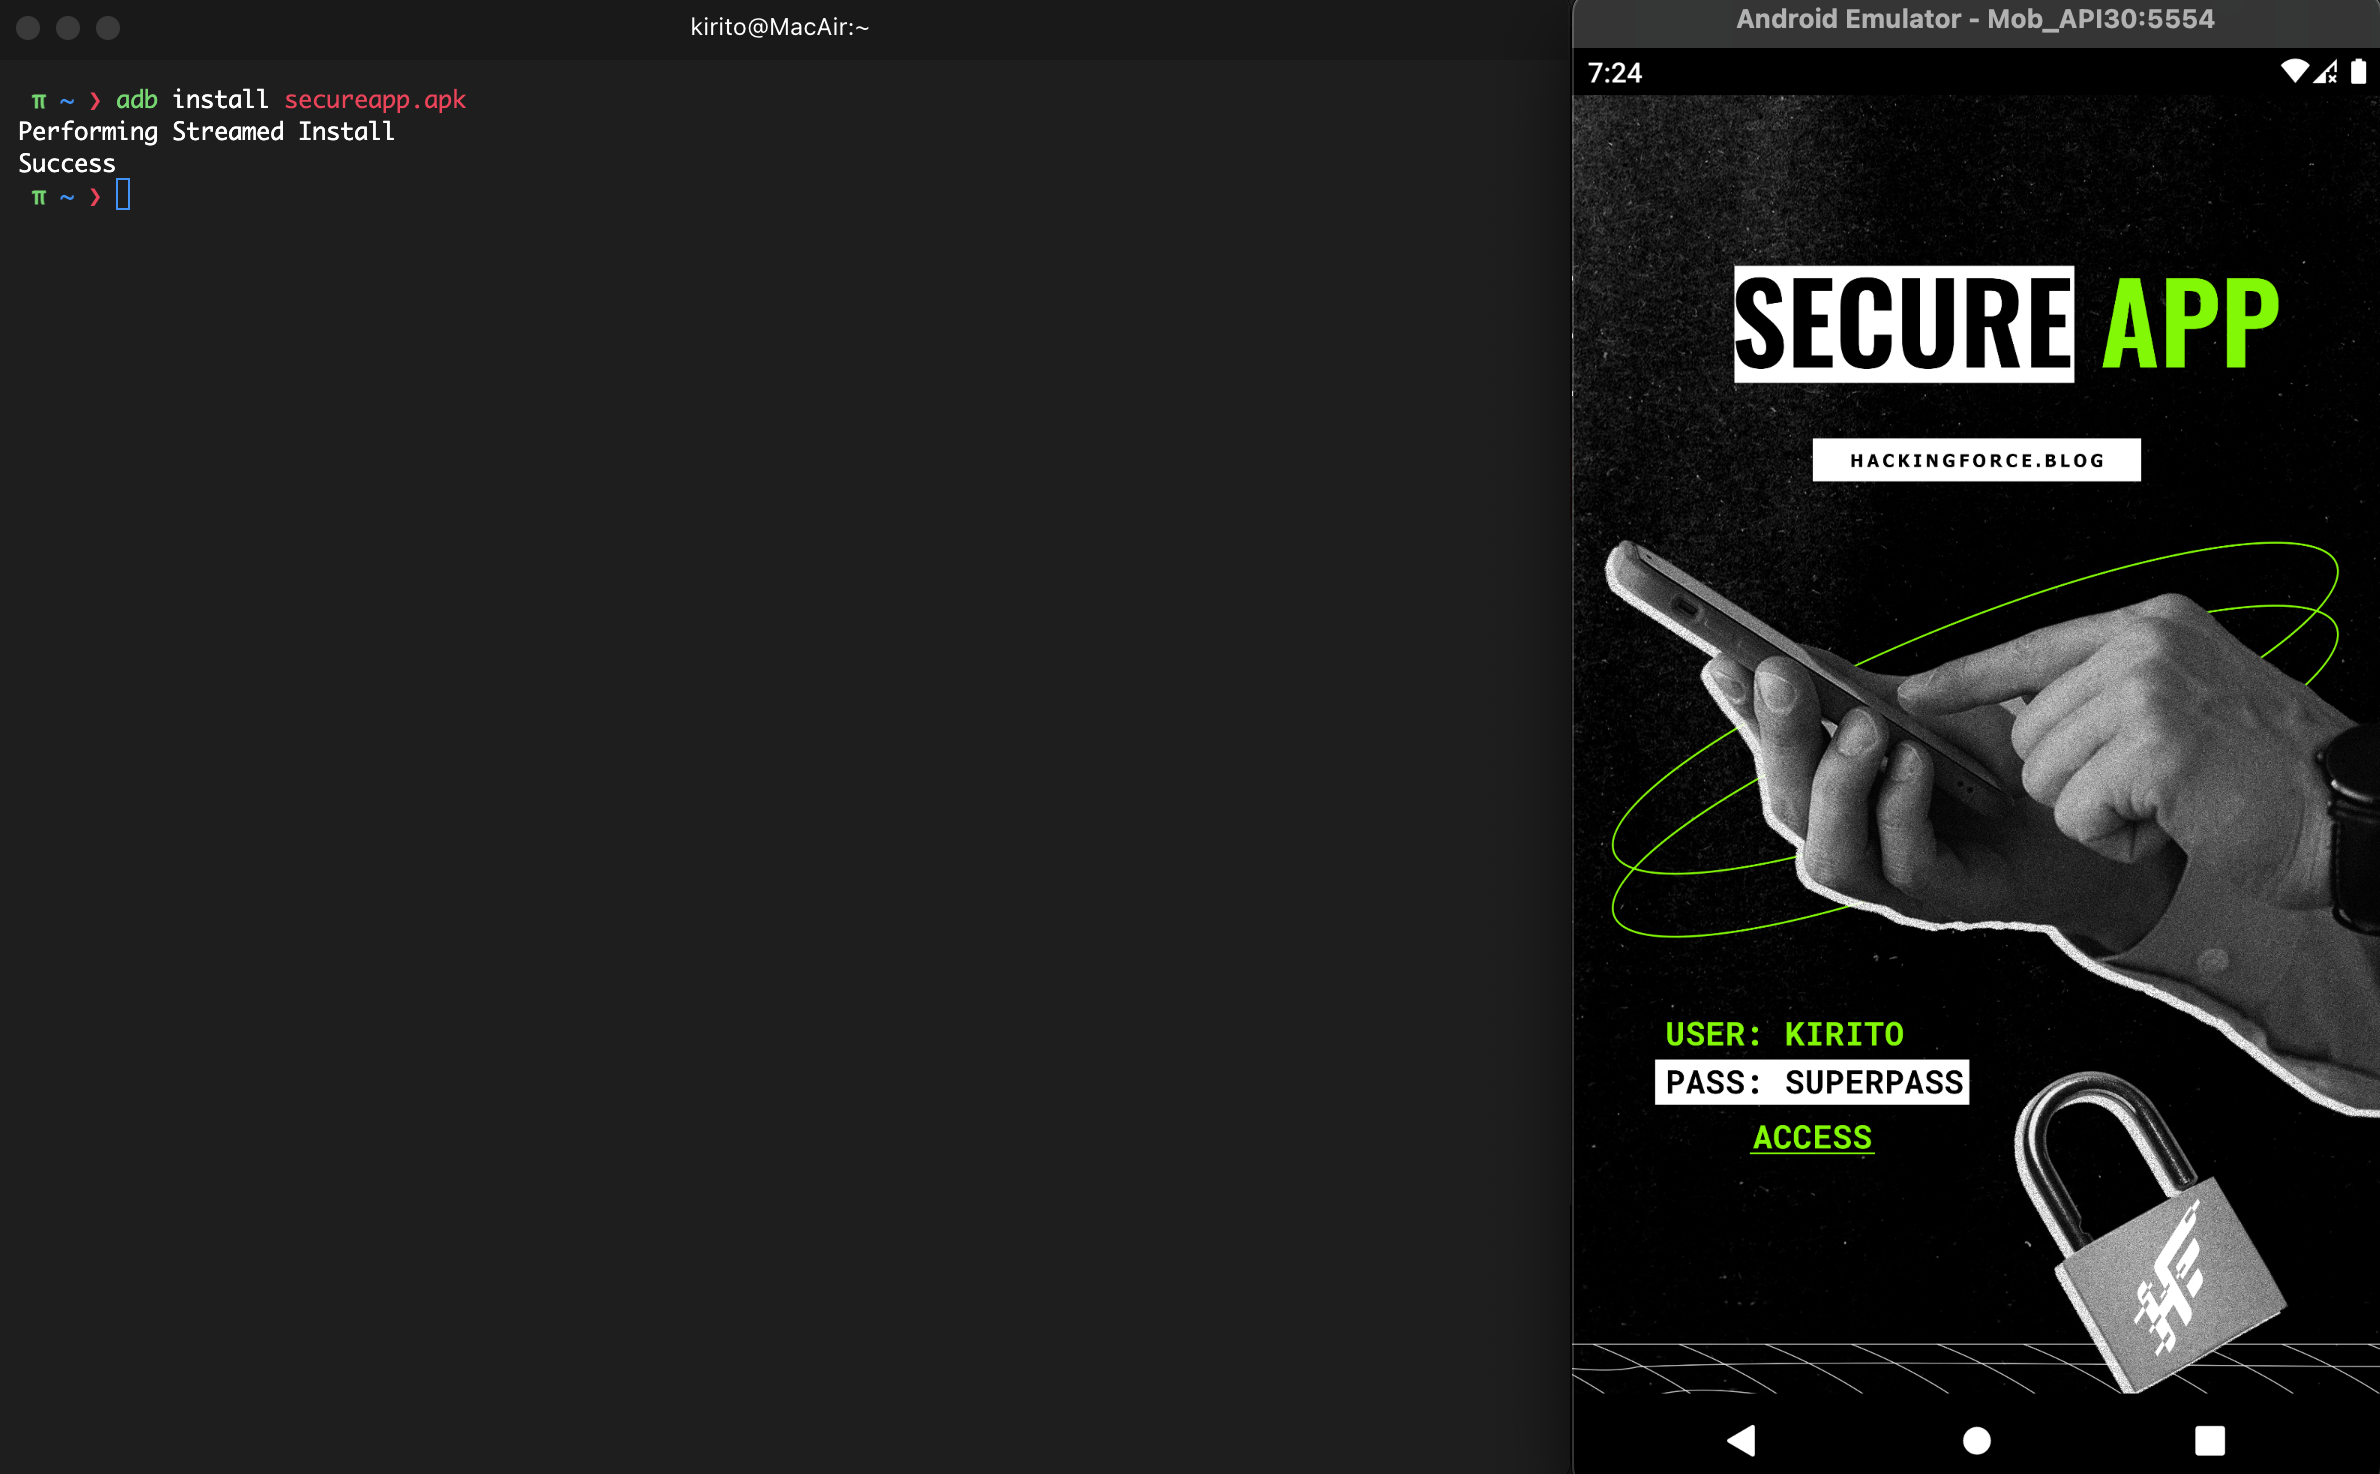 kirito@MacAir:~
π ~ ❯ adb install secureapp.apk
Performing Streamed Install
Success
π ~ ❯
Android Emulator - Mob_API30:5554
7:24
SECURE APP
HACKINGFORCE.BLOG
USER: KIRITO
PASS: SUPERPASS
ACCESS